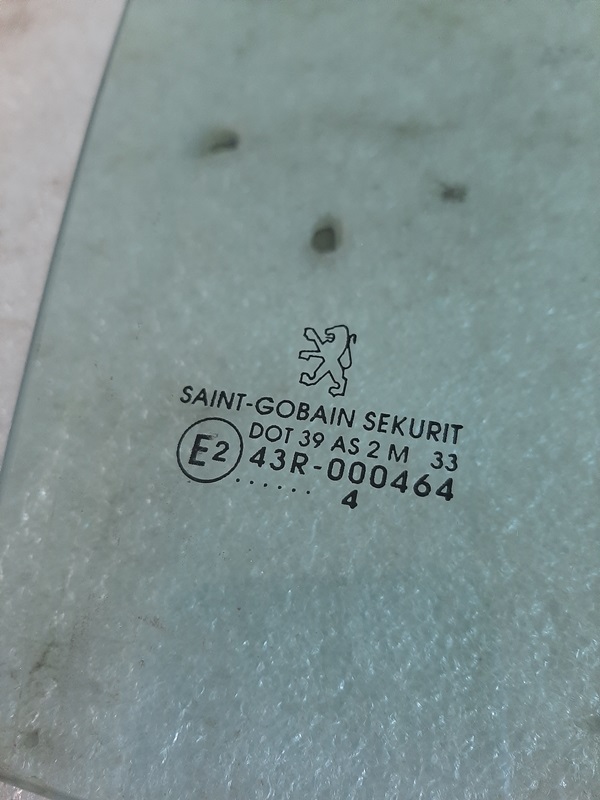 SAINT-GOBAIN SEKURIT
DOT 39 AS 2 M 33
E2 43R-000464
...... 4